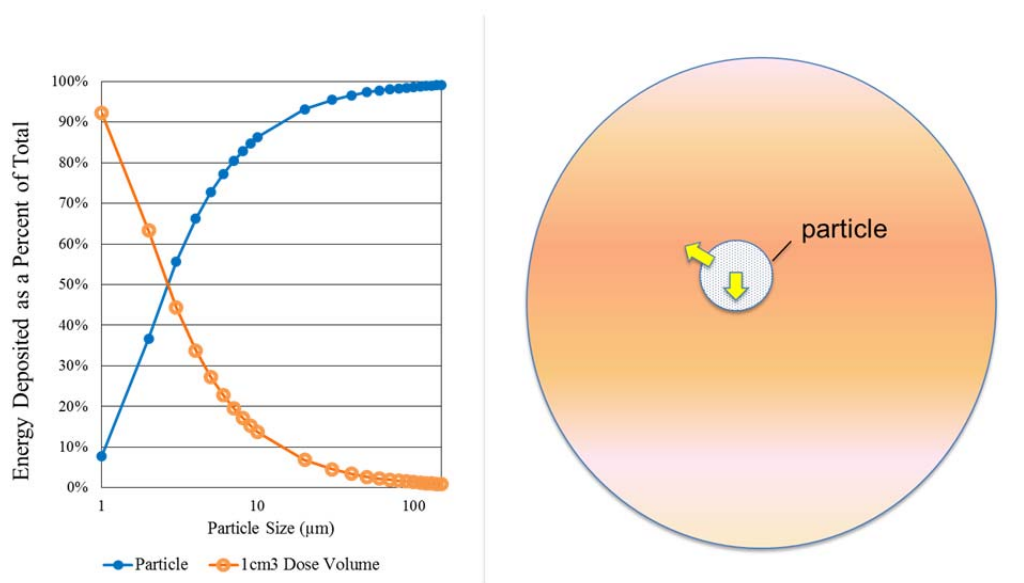 Energy Deposited as a Percent of Total
100%
90%
80%
70%
60%
50%
40%
30%
20%
10%
0%
1
10
100
Particle Size (µm)
Particle
1cm3 Dose Volume
particle